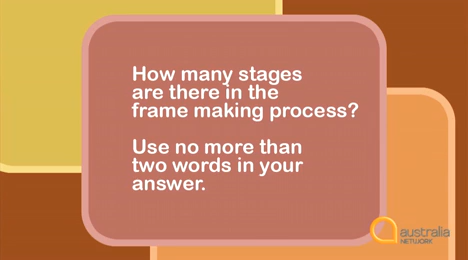 How many stages
are there in the
frame making process?
Use no more than
two words in your
answer.
australia
NETWORK